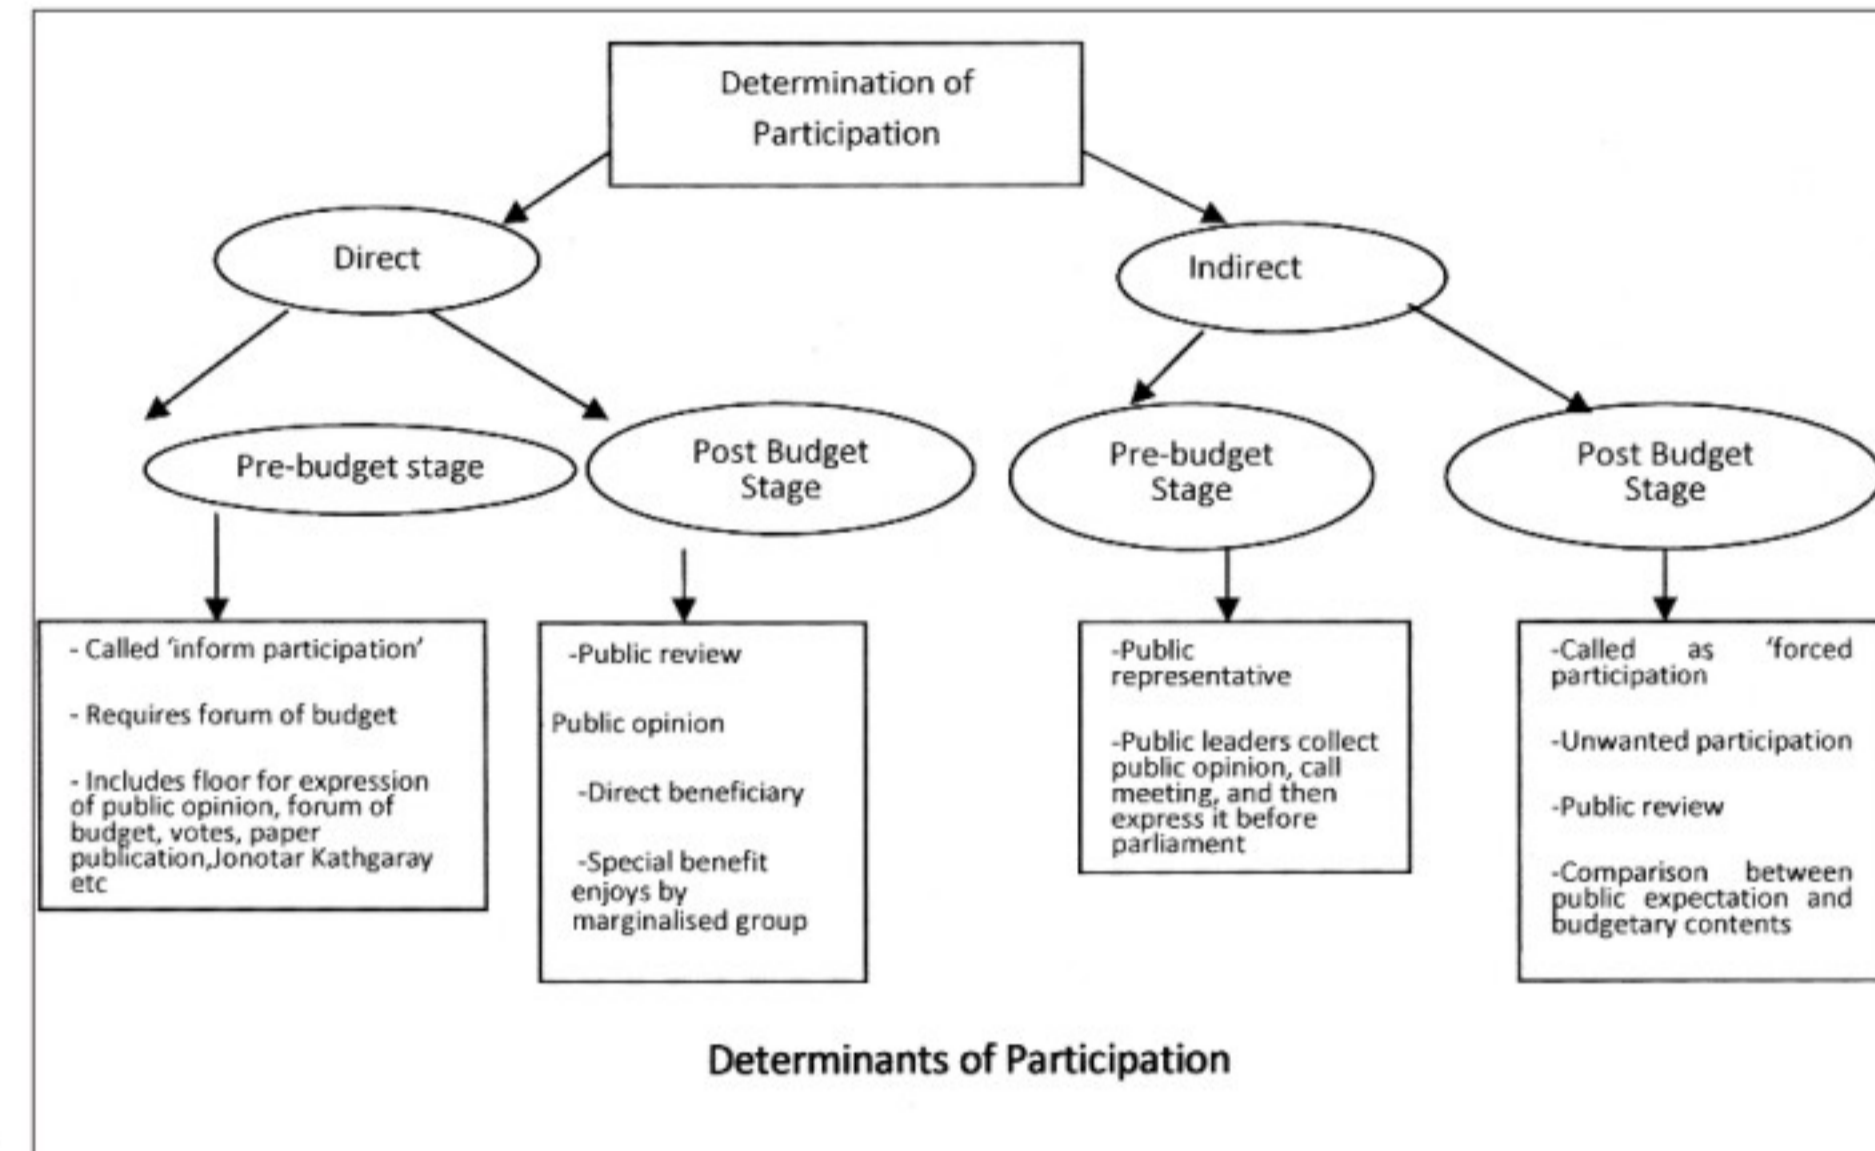 Determination of
Participation
Direct
Indirect
Pre-budget stage
Post Budget
Stage
Pre-budget
Stage
Post Budget
Stage
- Called ‘inform participation’
- Requires forum of budget
- Includes floor for expression
of public opinion, forum of
budget, votes, paper
publication,Jonotar Kathgaray
etc
-Public review
Public opinion
-Direct beneficiary
-Special benefit
enjoys by
marginalised group
-Public
representative
-Public leaders collect
public opinion, call
meeting, and then
express it before
parliament
-Called as ‘forced
participation
-Unwanted participation
-Public review
-Comparison between
public expectation and
budgetary contents
Determinants of Participation